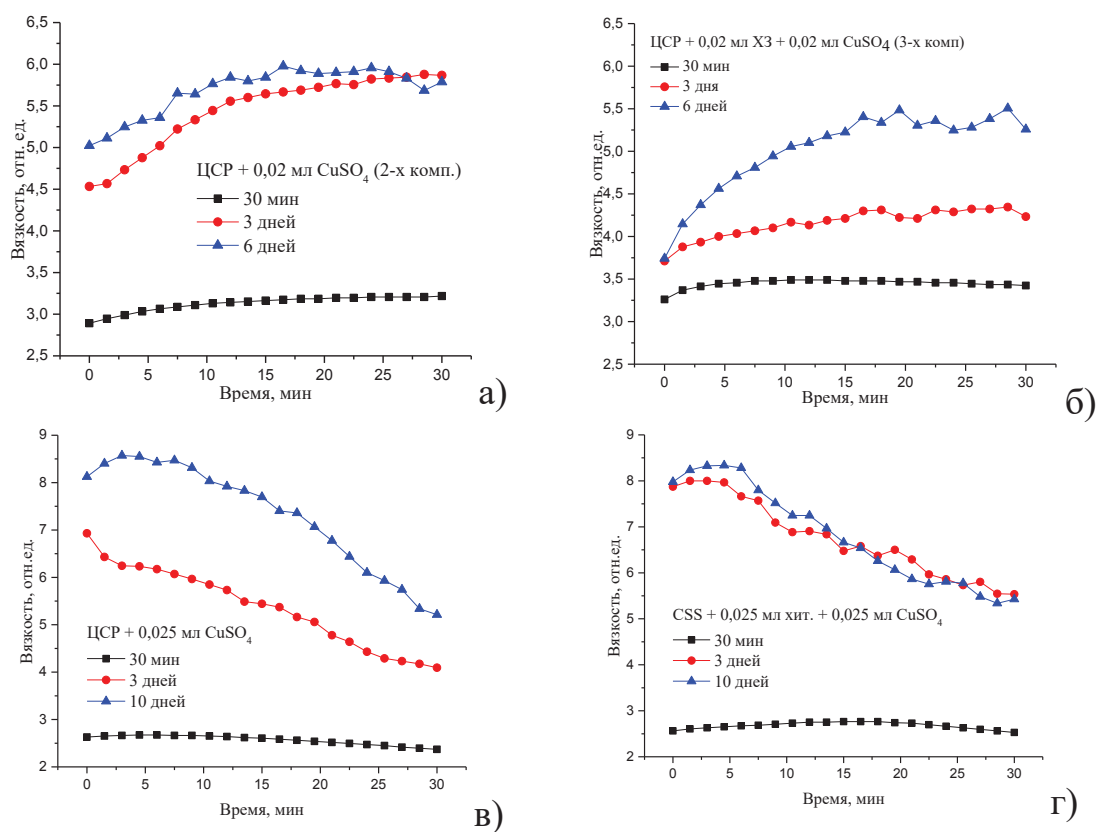 6,5
6,0
5,5
5,0
4,5
4,0
3,5
3,0
2,5
Вязкость, отн. ед.
ЦСР + 0,02 мл CuSO4 (2-х комп.)
30 мин
3 дней
6 дней
0 5 10 15 20 25 30
Время, мин
а)
6,5
6,0
5,5
5,0
4,5
4,0
3,5
3,0
2,5
Вязкость, отн. ед.
ЦСР + 0,02 мл ХЗ + 0,02 мл CuSO4 (3-х комп)
30 мин
3 дня
6 дней
0 5 10 15 20 25 30
Время, мин
б)
9
8
7
6
5
4
3
2
Вязкость, отн.ед.
ЦСР + 0,025 мл CuSO4
30 мин
3 дней
10 дней
0 5 10 15 20 25 30
Время, мин
в)
9
8
7
6
5
4
3
2
Вязкость, отн.ед.
CSS + 0,025 мл хит. + 0,025 мл CuSO4
30 мин
3 дней
10 дней
0 5 10 15 20 25 30
Время, мин
г)